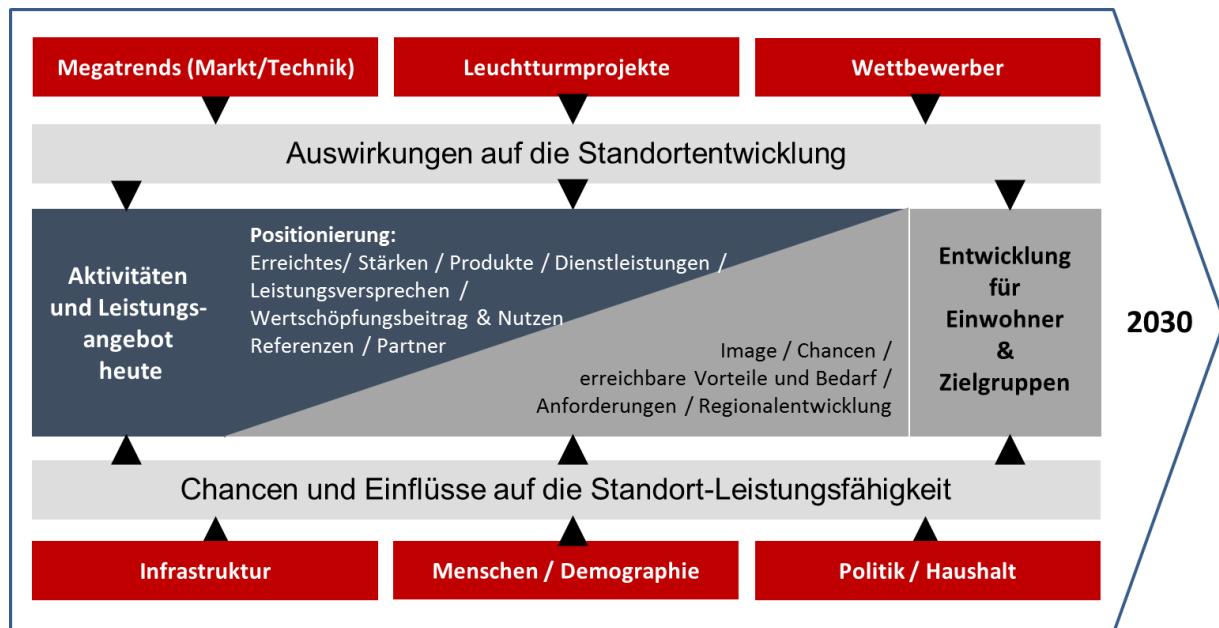 Megatrends (Markt/Technik)
Leuchtturmprojekte
Wettbewerber
Auswirkungen auf die Standortentwicklung
Aktivitäten
und Leistungs-
angebot
heute
Positionierung:
Erreichtes/ Stärken / Produkte / Dienstleistungen /
Leistungsversprechen /
Wertschöpfungsbeitrag & Nutzen
Referenzen / Partner
Image / Chancen /
erreichbare Vorteile und Bedarf /
Anforderungen / Regionalentwicklung
Entwicklung
für
Einwohner
&
Zielgruppen
2030
Chancen und Einflüsse auf die Standort-Leistungsfähigkeit
Infrastruktur
Menschen / Demographie
Politik / Haushalt